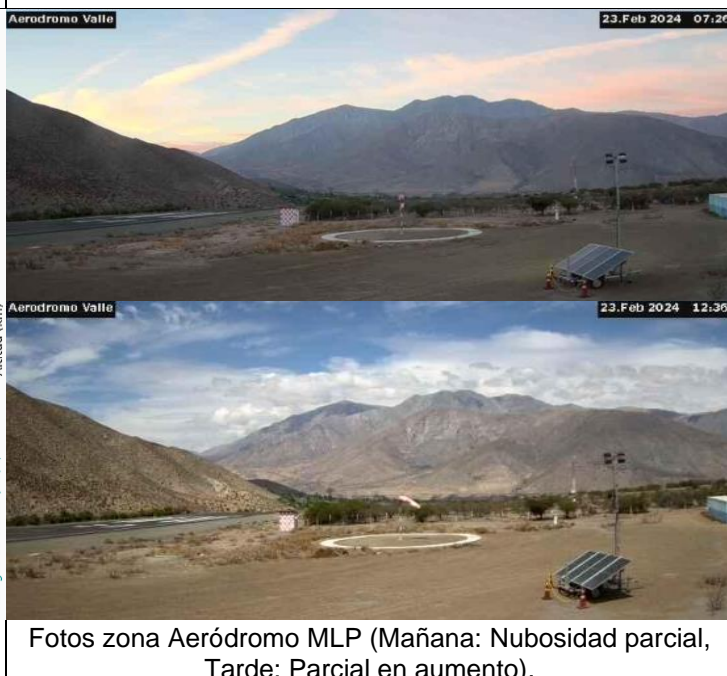 Aerodromo Valle
23.Feb 2024 07:26
Aerodromo Valle
23.Feb 2024 12:36
Fotos zona Aeródromo MLP (Mañana: Nubosidad parcial,
Tarde: Parcial en aumento).